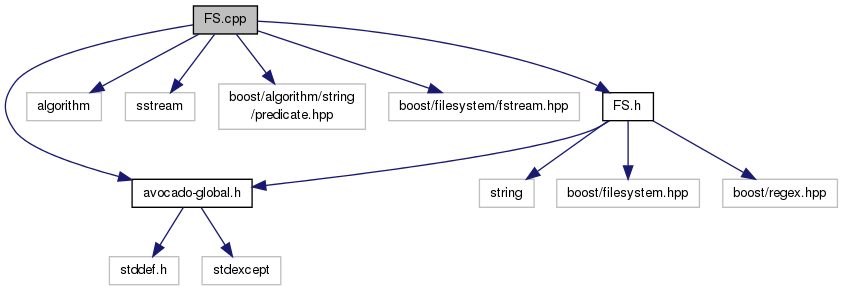 FS.cpp
algorithm
sstream
boost/algorithm/string
/predicate.hpp
boost/filesystem/fstream.hpp
FS.h
avocado-global.h
string
boost/filesystem.hpp
boost/regex.hpp
stddef.h
stdexcept